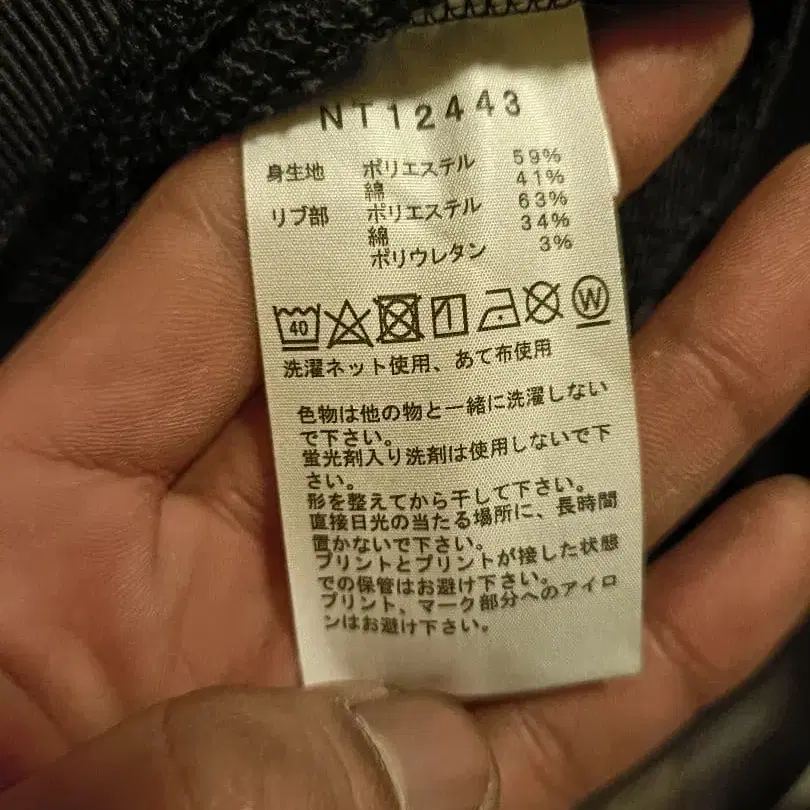 NT12443
身生地 ポリエステル 59%
綿 41%
リブ部 ポリエステル 63%
綿 34%
ポリウレタン 3%
40 W
洗濯ネット使用、あて布使用
色物は他の物と一緒に洗濯しない
で下さい。
蛍光剤入り洗剤は使用しないで下
さい。
形を整えてから干して下さい。
直接日光の当たる場所に、長時間
置かないで下さい。
プリントとプリントが接した状態
での保管はお避け下さい。
プリント、マーク部分へのアイロ
ンはお避け下さい。